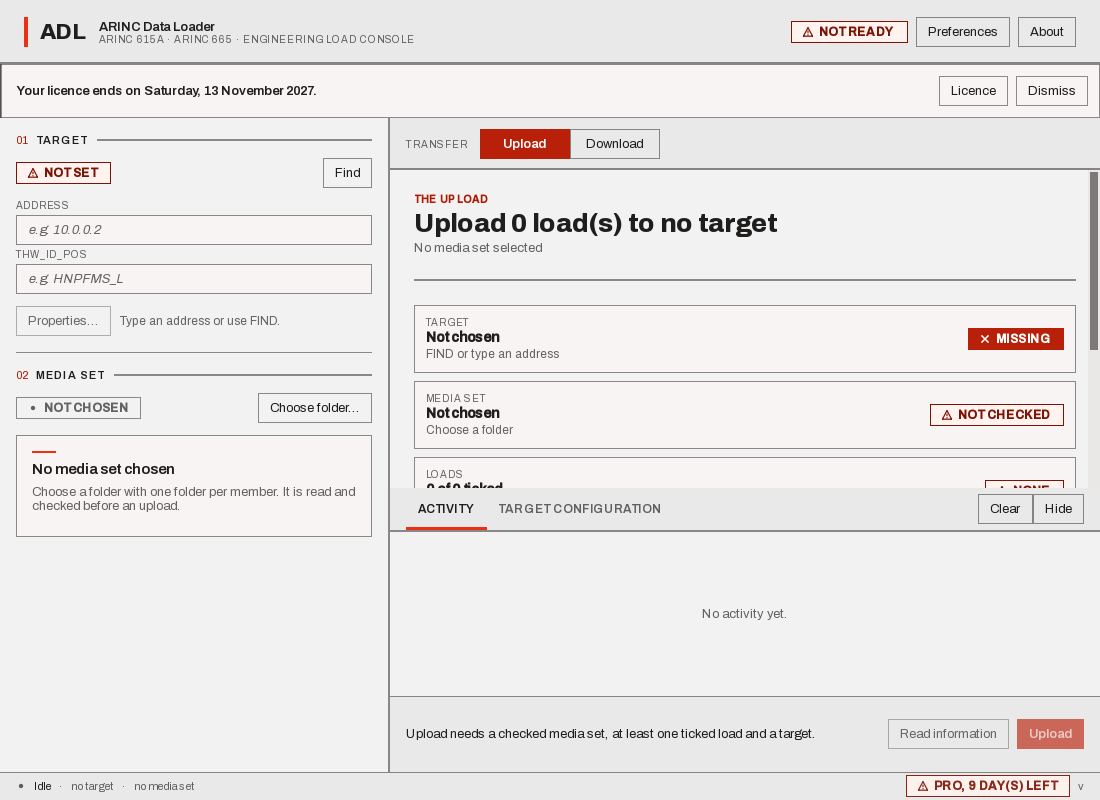 ADL
ARINC Data Loader
ARINC 615A · ARINC 665 · ENGINEERING LOAD CONSOLE
NOT READY
Preferences
About
Your licence ends on Saturday, 13 November 2027.
Licence
Dismiss
01 TARGET
NOT SET
Find
ADDRESS
e.g. 10.0.0.2
THW_ID_POS
e.g. HNPFMS_L
Properties...
Type an address or use FIND.
02 MEDIA SET
NOT CHOSEN
Choose folder...
No media set chosen
Choose a folder with one folder per member. It is read and
checked before an upload.
TRANSFER
Upload
Download
THE UPLOAD
Upload 0 load(s) to no target
No media set selected
TARGET
Not chosen
FIND or type an address
MISSING
MEDIA SET
Not chosen
Choose a folder
NOT CHECKED
LOADS
0 of 0 ticked
NONE
ACTIVITY
TARGET CONFIGURATION
Clear
Hide
No activity yet.
Upload needs a checked media set, at least one ticked load and a target.
Read information
Upload
Idle · no target · no media set
PRO, 9 DAY(S) LEFT
v